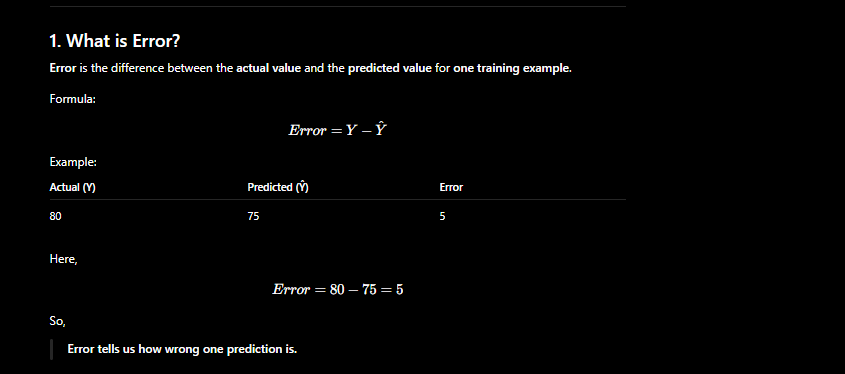 1. What is Error?
Error is the difference between the actual value and the predicted value for one training example.
Formula:
Error = Y − Ŷ
Example:
Actual (Y) Predicted (Ŷ) Error
80 75 5
Here,
Error = 80 − 75 = 5
So,
Error tells us how wrong one prediction is.